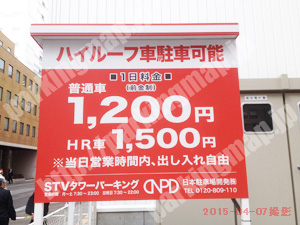 ハイルーフ車駐車可能
■1日料金■
(前金制)
普通車
1,200円
HR車 1,500円
※当日営業時間内、出し入れ自由
STVタワーパーキング
NPD 日本駐車場開発㈱
TEL 0120-809-110
2015-04-07撮影